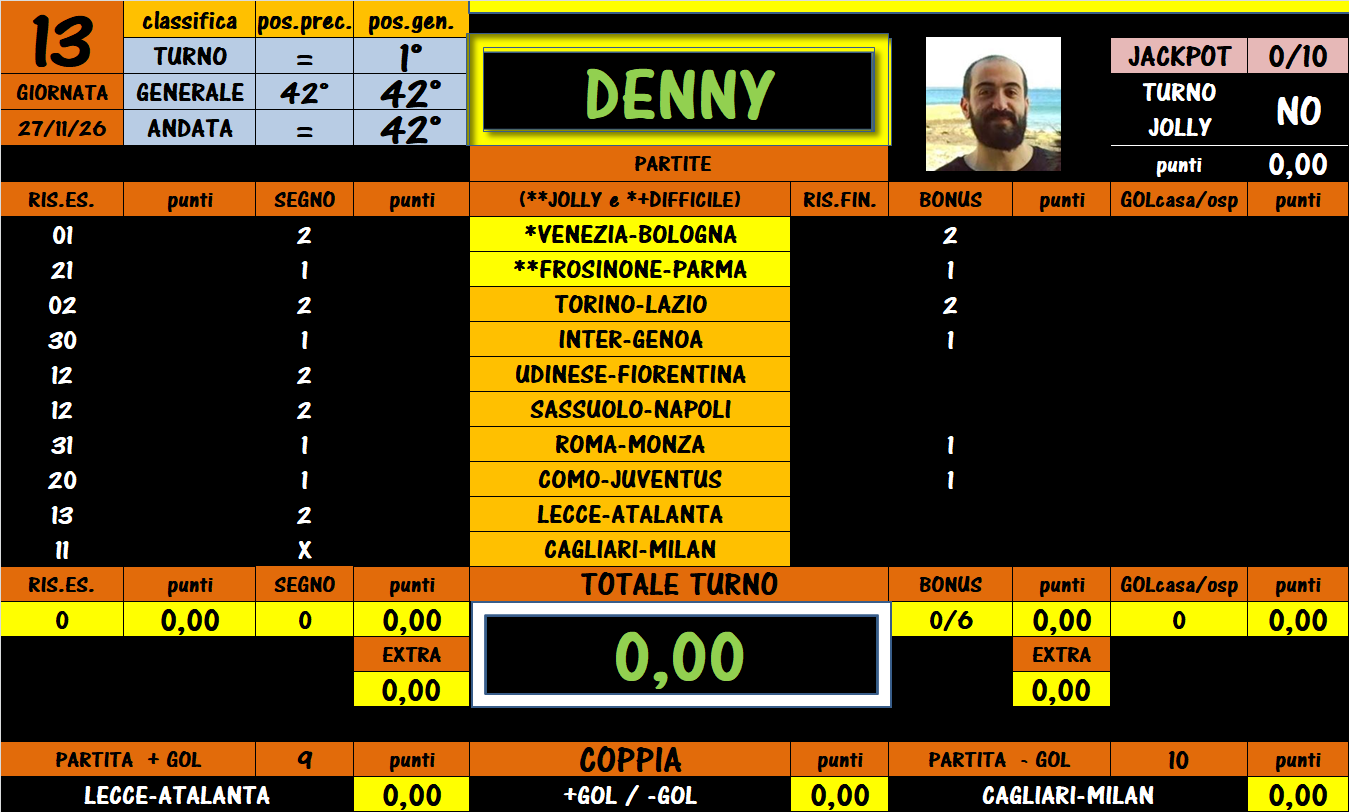 13 classifica pos.prec. pos.gen.
TURNO = 1°
GIORNATA GENERALE 42° 42°
27/11/26 ANDATA = 42°
DENNY
JACKPOT 0/10
TURNO JOLLY NO
punti 0,00
PARTITE
RIS.ES. punti SEGNO punti (**JOLLY e *+DIFFICILE) RIS.FIN. BONUS punti GOLcasa/osp punti
01 2 *VENEZIA-BOLOGNA 2
21 1 **FROSINONE-PARMA 1
02 2 TORINO-LAZIO 2
30 1 INTER-GENOA 1
12 2 UDINESE-FIORENTINA
12 2 SASSUOLO-NAPOLI
31 1 ROMA-MONZA 1
20 1 COMO-JUVENTUS 1
13 2 LECCE-ATALANTA
11 X CAGLIARI-MILAN
RIS.ES. punti SEGNO punti TOTALE TURNO BONUS punti GOLcasa/osp punti
0 0,00 0 0,00 0/6 0,00 0 0,00
EXTRA 0,00 EXTRA
0,00 0,00
PARTITA + GOL 9 punti COPPIA punti PARTITA - GOL 10 punti
LECCE-ATALANTA 0,00 +GOL / -GOL 0,00 CAGLIARI-MILAN 0,00